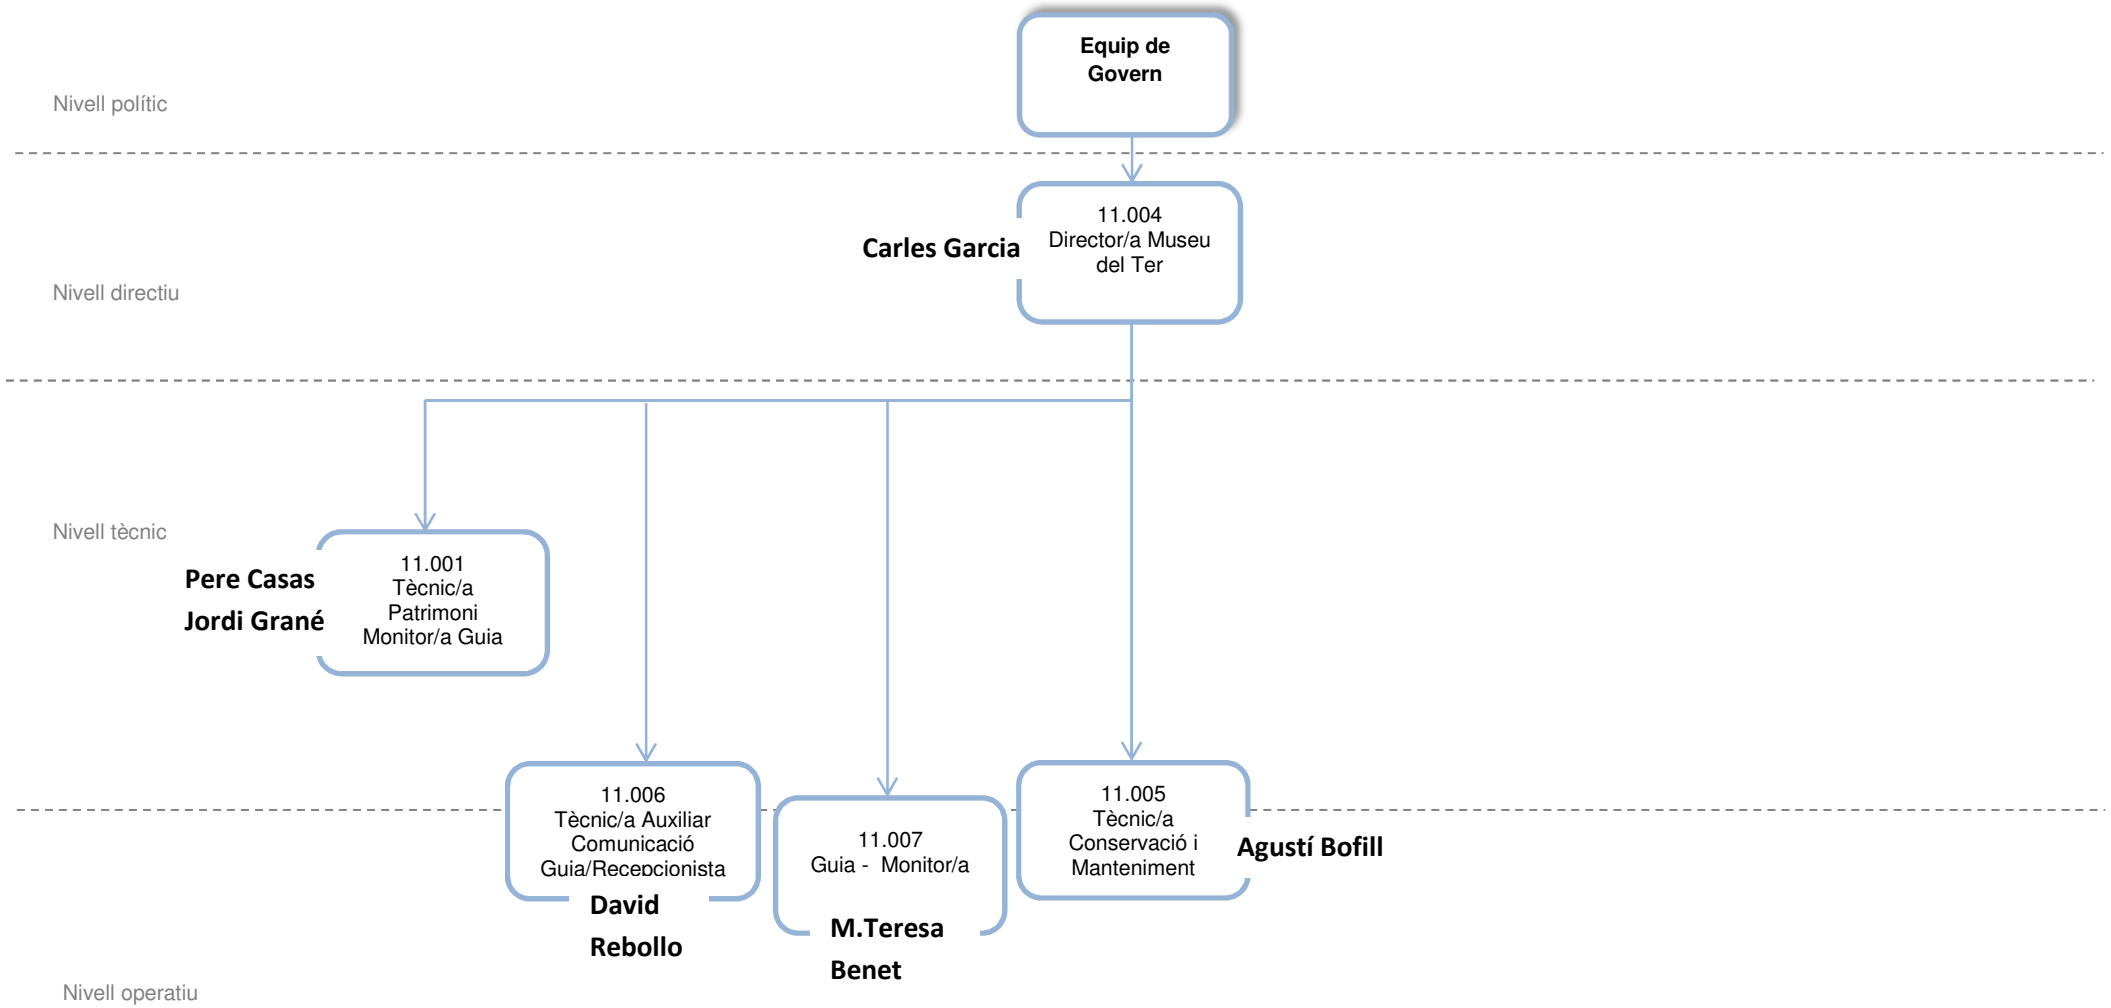 Equip de
Govern
Nivell polític
11.004
Director/a Museu
del Ter
Carles Garcia
Nivell directiu
Nivell tècnic
Pere Casas
Jordi Grané
11.001
Tècnic/a
Patrimoni
Monitor/a Guia
11.006
Tècnic/a Auxiliar
Comunicació
Guia/Recepcionista
David
Rebollo
11.007
Guia - Monitor/a
M.Teresa
Benet
11.005
Tècnic/a
Conservació i
Manteniment
Agustí Bofill
Nivell operatiu